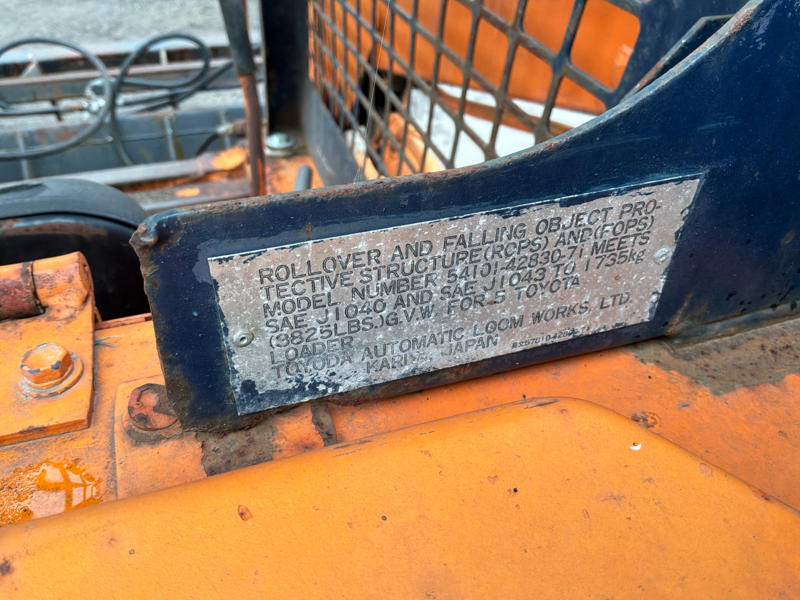 ROLLOVER AND FALLING OBJECT PRO-
TECTIVE STRUCTURE(ROPS) AND(FOPS)
MODEL NUMBER 54101-42830-71 MEETS
SAE J1040 AND SAE J1043 TO 1735kg
(3825LBS.)G.V.W. FOR 5 TOYOTA
LOADER
TOYODA AUTOMATIC LOOM WORKS, LTD.
KARIYA, JAPAN